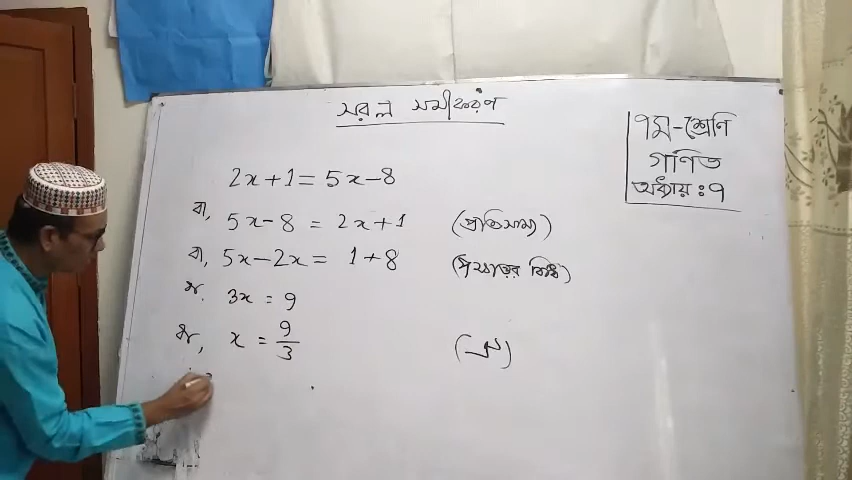 সরল সমীকরণ
৭ম-শ্রেণি
গণিত
অধ্যায় : ৭
2x+1 = 5x-8
বা, 5x-8 = 2x+1 (প্রতিসাম্য)
বা, 5x-2x = 1+8 (বিধি)
3x = 9
x = 9/3